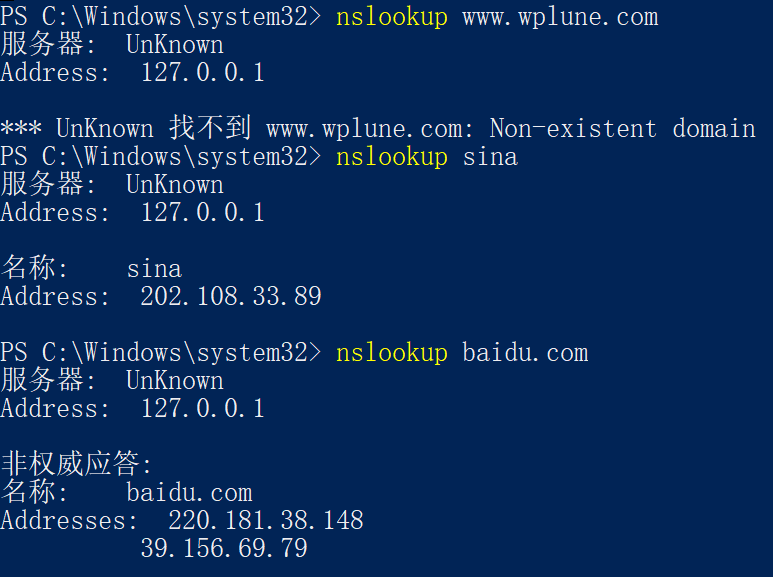 PS C:\Windows\system32> nslookup www.wplune.com
服务器:  UnKnown
Address:  127.0.0.1
*** UnKnown 找不到 www.wplune.com: Non-existent domain
PS C:\Windows\system32> nslookup sina
服务器:  UnKnown
Address:  127.0.0.1
名称:    sina
Address:  202.108.33.89
PS C:\Windows\system32> nslookup baidu.com
服务器:  UnKnown
Address:  127.0.0.1
非权威应答:
名称:    baidu.com
Addresses:  220.181.38.148
          39.156.69.79